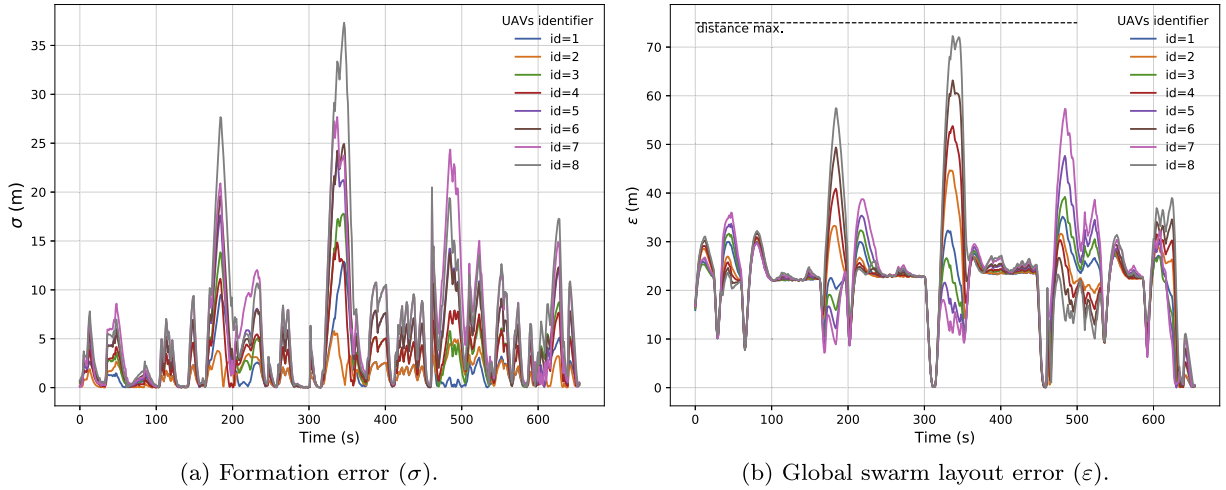 UAVs identifier
id=1
id=2
id=3
id=4
id=5
id=6
id=7
id=8
35
30
25
20
15
10
5
0
σ (m)
0 100 200 300 400 500 600
Time (s)
(a) Formation error (σ).
distance max.
UAVs identifier
id=1
id=2
id=3
id=4
id=5
id=6
id=7
id=8
70
60
50
40
30
20
10
0
ε (m)
0 100 200 300 400 500 600
Time (s)
(b) Global swarm layout error (ε).